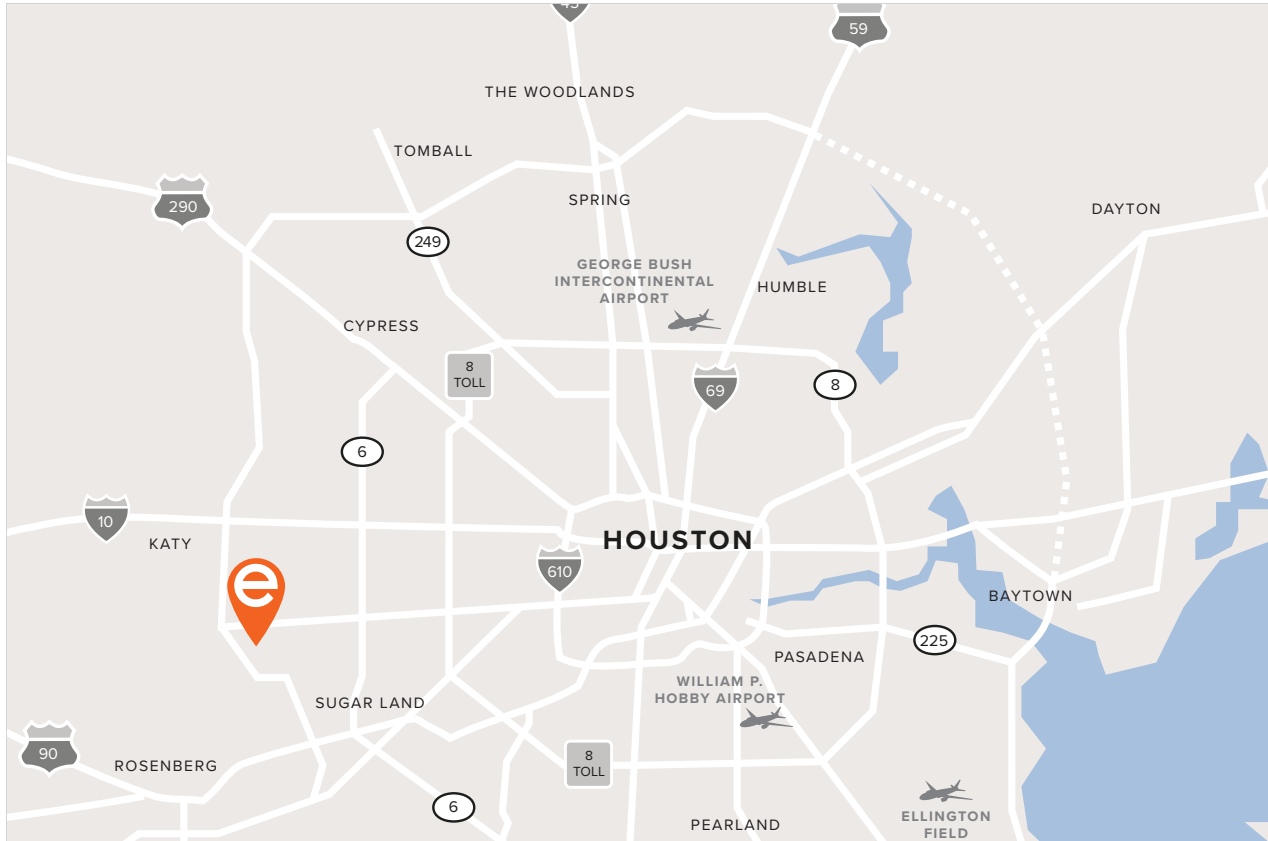 45
59
THE WOODLANDS
TOMBALL
290
SPRING
DAYTON
249
GEORGE BUSH
INTERCONTINENTAL
AIRPORT
HUMBLE
CYPRESS
8
TOLL
69
8
6
10
KATY
HOUSTON
610
e
BAYTOWN
225
PASADENA
WILLIAM P.
HOBBY AIRPORT
SUGAR LAND
90
ROSENBERG
8
TOLL
6
PEARLAND
ELLINGTON
FIELD